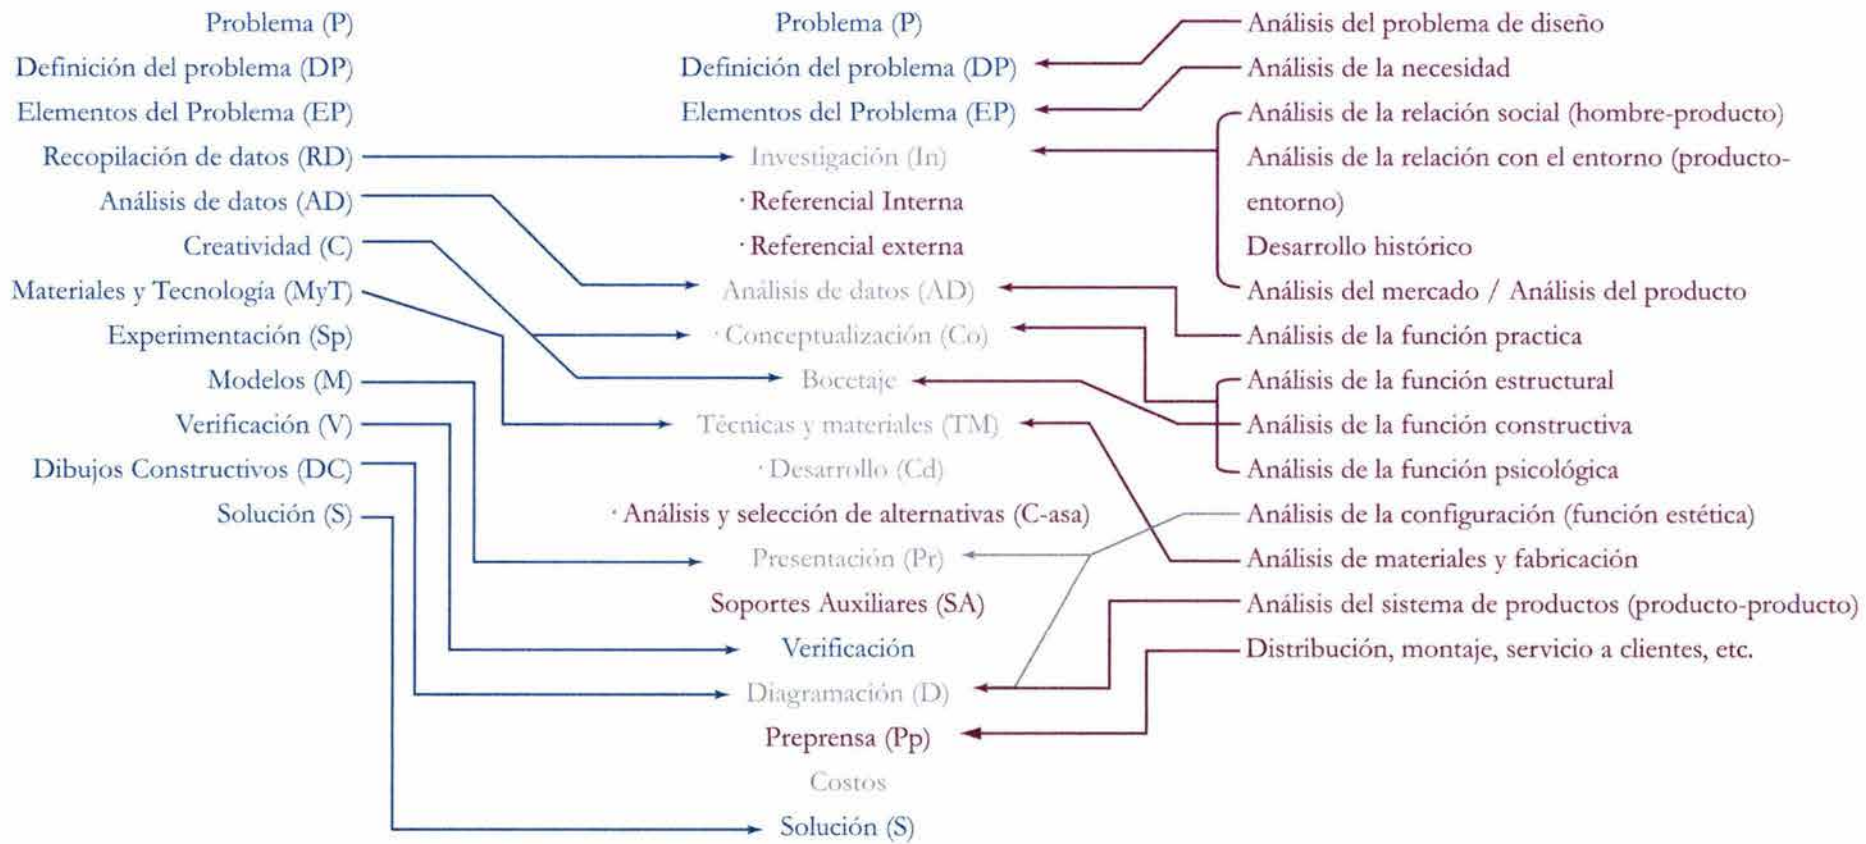 Problema (P)
Definición del problema (DP)
Elementos del Problema (EP)
Recopilación de datos (RD)
Análisis de datos (AD)
Creatividad (C)
Materiales y Tecnología (MyT)
Experimentación (Sp)
Modelos (M)
Verificación (V)
Dibujos Constructivos (DC)
Solución (S)
Problema (P)
Definición del problema (DP)
Elementos del Problema (EP)
Investigación (In)
· Referencial Interna
· Referencial externa
Análisis de datos (AD)
· Conceptualización (Co)
Bocetaje
Técnicas y materiales (TM)
· Desarrollo (Cd)
· Análisis y selección de alternativas (C-asa)
Presentación (Pr)
Soportes Auxiliares (SA)
Verificación
Diagramación (D)
Preprensa (Pp)
Costos
Solución (S)
Análisis del problema de diseño
Análisis de la necesidad
Análisis de la relación social (hombre-producto)
Análisis de la relación con el entorno (producto-
entorno)
Desarrollo histórico
Análisis del mercado / Análisis del producto
Análisis de la función practica
Análisis de la función estructural
Análisis de la función constructiva
Análisis de la función psicológica
Análisis de la configuración (función estética)
Análisis de materiales y fabricación
Análisis del sistema de productos (producto-producto)
Distribución, montaje, servicio a clientes, etc.